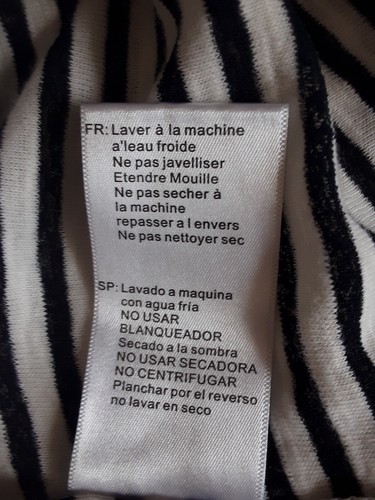 FR: Laver à la machine
a'leau froide
Ne pas javelliser
Etendre Mouille
Ne pas secher à
la machine
repasser a l envers
Ne pas nettoyer sec
SP: Lavado a maquina
con agua fría
NO USAR
BLANQUEADOR
Secado a la sombra
NO USAR SECADORA
NO CENTRIFUGAR
Planchar por el reverso
no lavar en seco